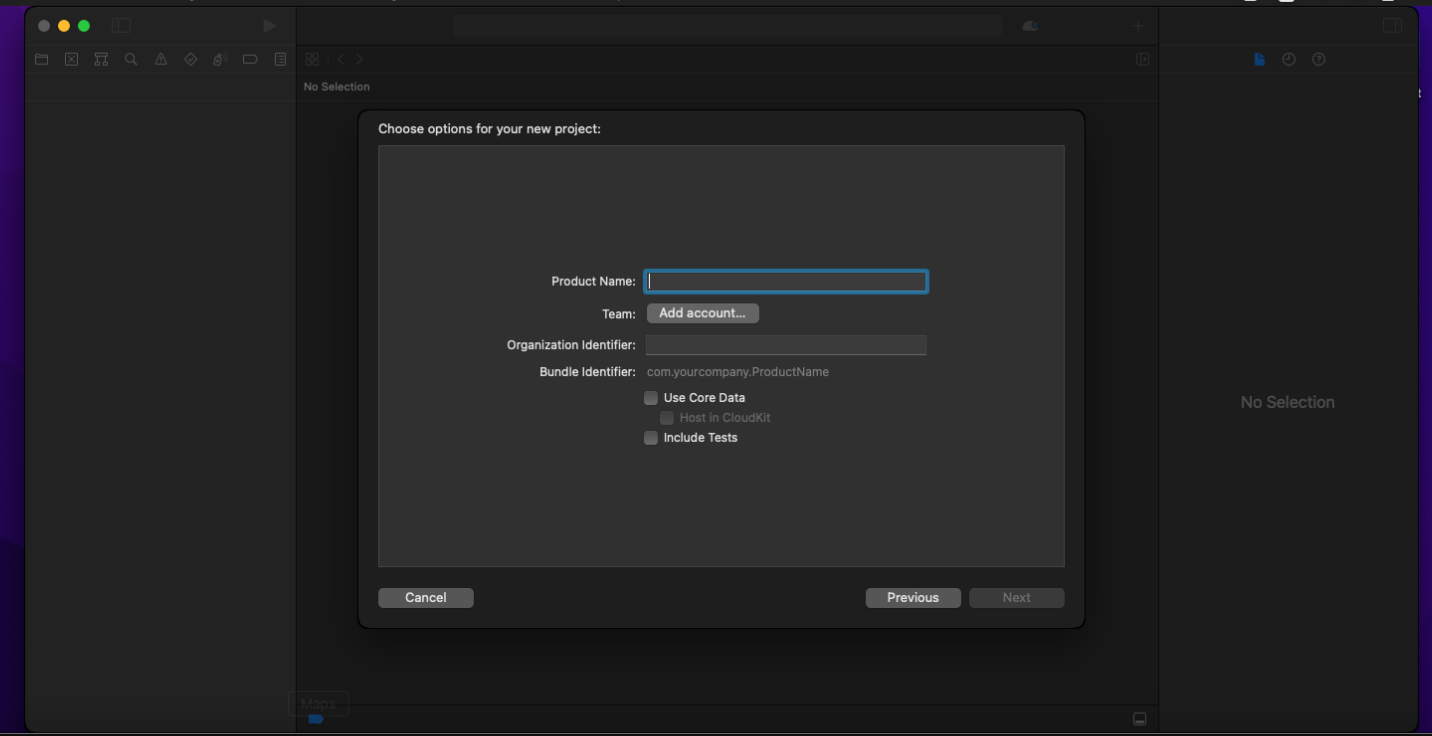 No Selection
Choose options for your new project:
Product Name:
Team: Add account...
Organization Identifier:
Bundle Identifier: com.yourcompany.ProductName
Use Core Data
Host in CloudKit
Include Tests
No Selection
Cancel Previous Next
Maps